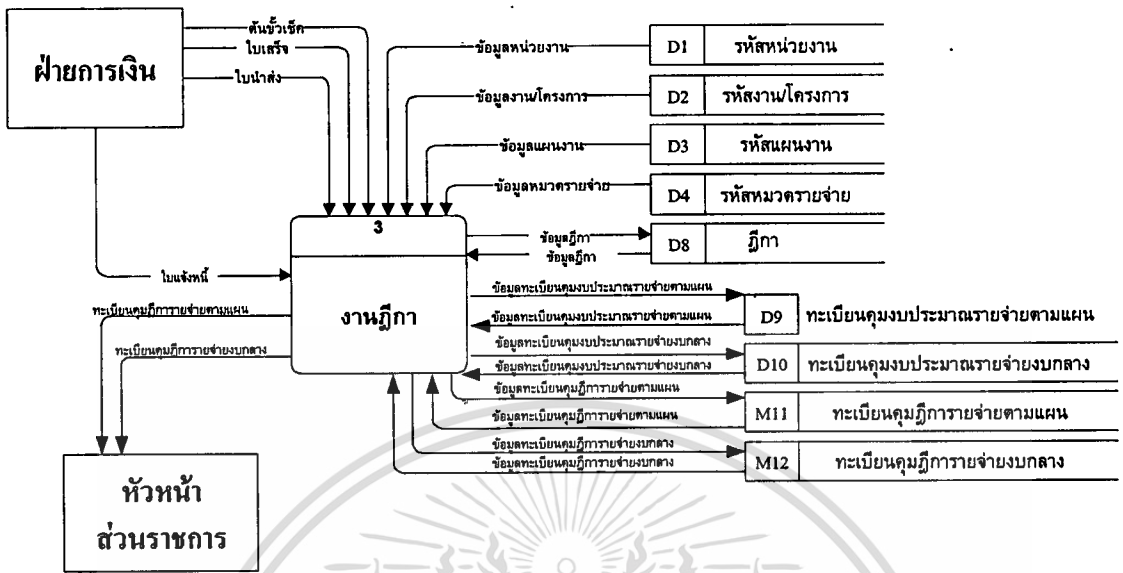 ฝ่ายการเงิน
ต้นขั้วเช็ค
ใบเสร็จ
ใบนำส่ง
ข้อมูลหน่วยงาน
D1 รหัสหน่วยงาน
ข้อมูลงาน/โครงการ
D2 รหัสงาน/โครงการ
ข้อมูลแผนงาน
D3 รหัสแผนงาน
ข้อมูลหมวดรายจ่าย
D4 รหัสหมวดรายจ่าย
3
งานฎีกา
ข้อมูลฎีกา
ข้อมูลฎีกา
D8 ฎีกา
ใบแจ้งหนี้
ทะเบียนคุมฎีการายจ่ายตามแผน
ทะเบียนคุมฎีการายจ่ายงบกลาง
ข้อมูลทะเบียนคุมงบประมาณรายจ่ายตามแผน
ข้อมูลทะเบียนคุมงบประมาณรายจ่ายตามแผน
D9 ทะเบียนคุมงบประมาณรายจ่ายตามแผน
ข้อมูลทะเบียนคุมงบประมาณรายจ่ายงบกลาง
ข้อมูลทะเบียนคุมงบประมาณรายจ่ายงบกลาง
D10 ทะเบียนคุมงบประมาณรายจ่ายงบกลาง
ข้อมูลทะเบียนคุมฎีการายจ่ายตามแผน
ข้อมูลทะเบียนคุมฎีการายจ่ายตามแผน
M11 ทะเบียนคุมฎีการายจ่ายตามแผน
ข้อมูลทะเบียนคุมฎีการายจ่ายงบกลาง
ข้อมูลทะเบียนคุมฎีการายจ่ายงบกลาง
M12 ทะเบียนคุมฎีการายจ่ายงบกลาง
หัวหน้า
ส่วนราชการ